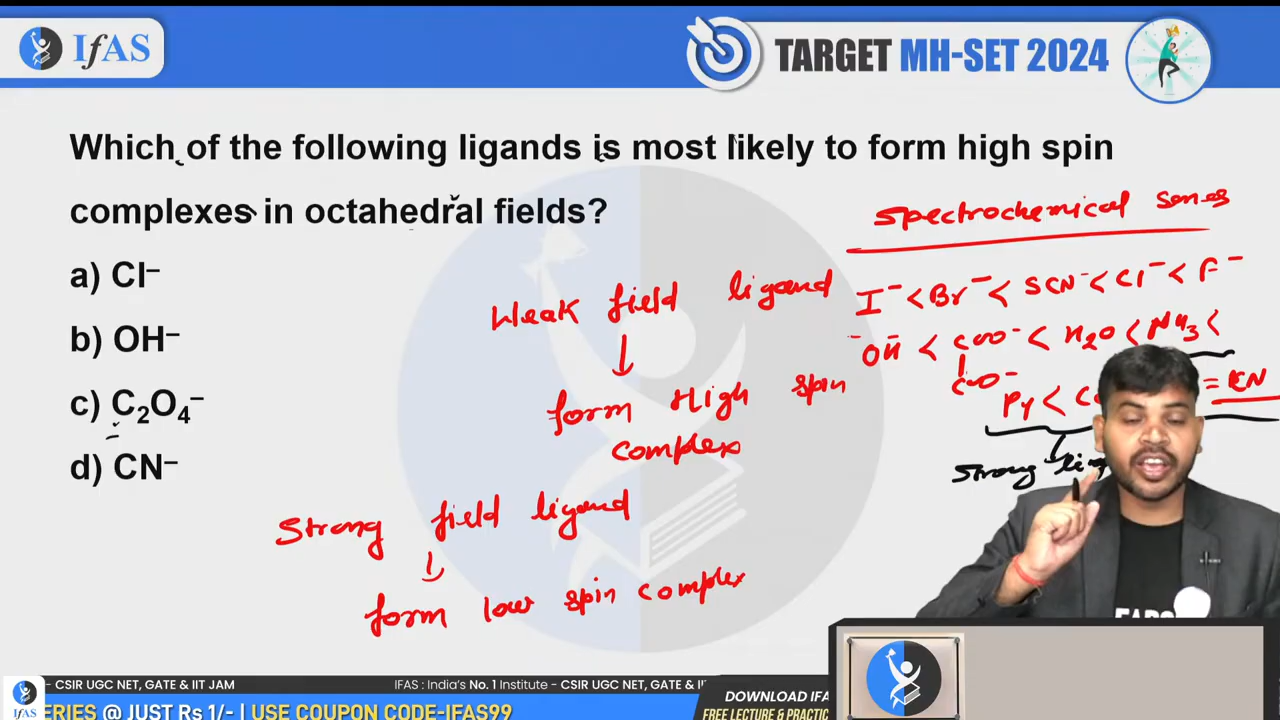 IfAS
TARGET MH-SET 2024
Which of the following ligands is most likely to form high spin
complexes in octahedral fields?
a) Cl–
b) OH–
c) C2O4–
d) CN–
Spectrochemical Series
I– < Br– < SCN– < Cl– < F–
–OH < COO– < H2O < NH3 <
COO–
Py <
= CN
Strong
Weak field ligand
↓
form High spin
complex
Strong field ligand
↓
form low spin complex
- CSIR UGC NET, GATE & IIT JAM
IFAS : India's No. 1 Institute - CSIR UGC NET, GATE &
ERIES @ JUST Rs 1/- | USE COUPON CODE-IFAS99
DOWNLOAD IFA
FREE LECTURE & PRACTIC